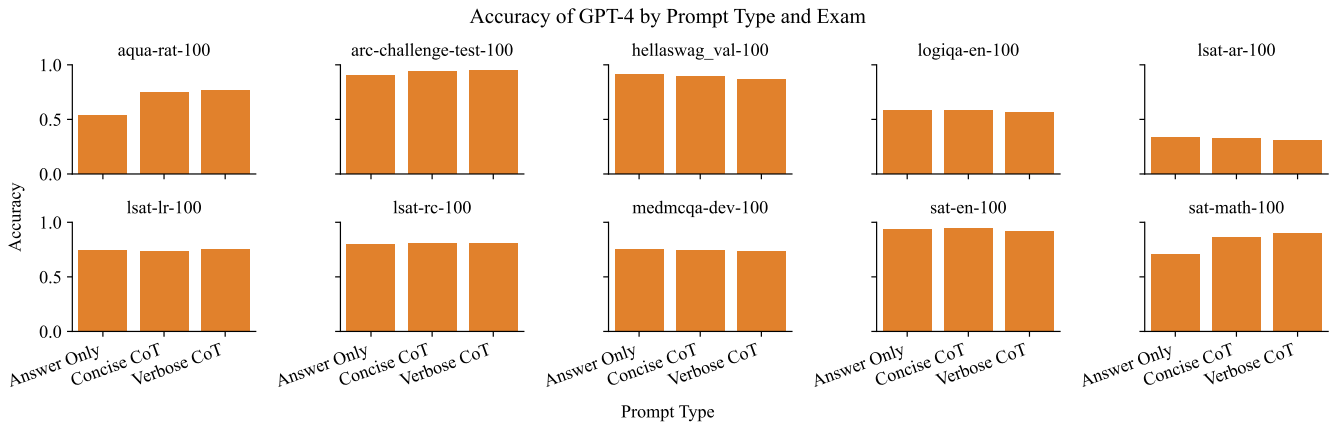 Accuracy of GPT-4 by Prompt Type and Exam
aqua-rat-100
arc-challenge-test-100
hellaswag_val-100
logiqa-en-100
lsat-ar-100
1.0
0.5
0.0
Accuracy
lsat-lr-100
lsat-rc-100
medmcqa-dev-100
sat-en-100
sat-math-100
1.0
0.5
0.0
Answer Only
Concise CoT
Verbose CoT
Answer Only
Concise CoT
Verbose CoT
Answer Only
Concise CoT
Verbose CoT
Answer Only
Concise CoT
Verbose CoT
Answer Only
Concise CoT
Verbose CoT
Prompt Type